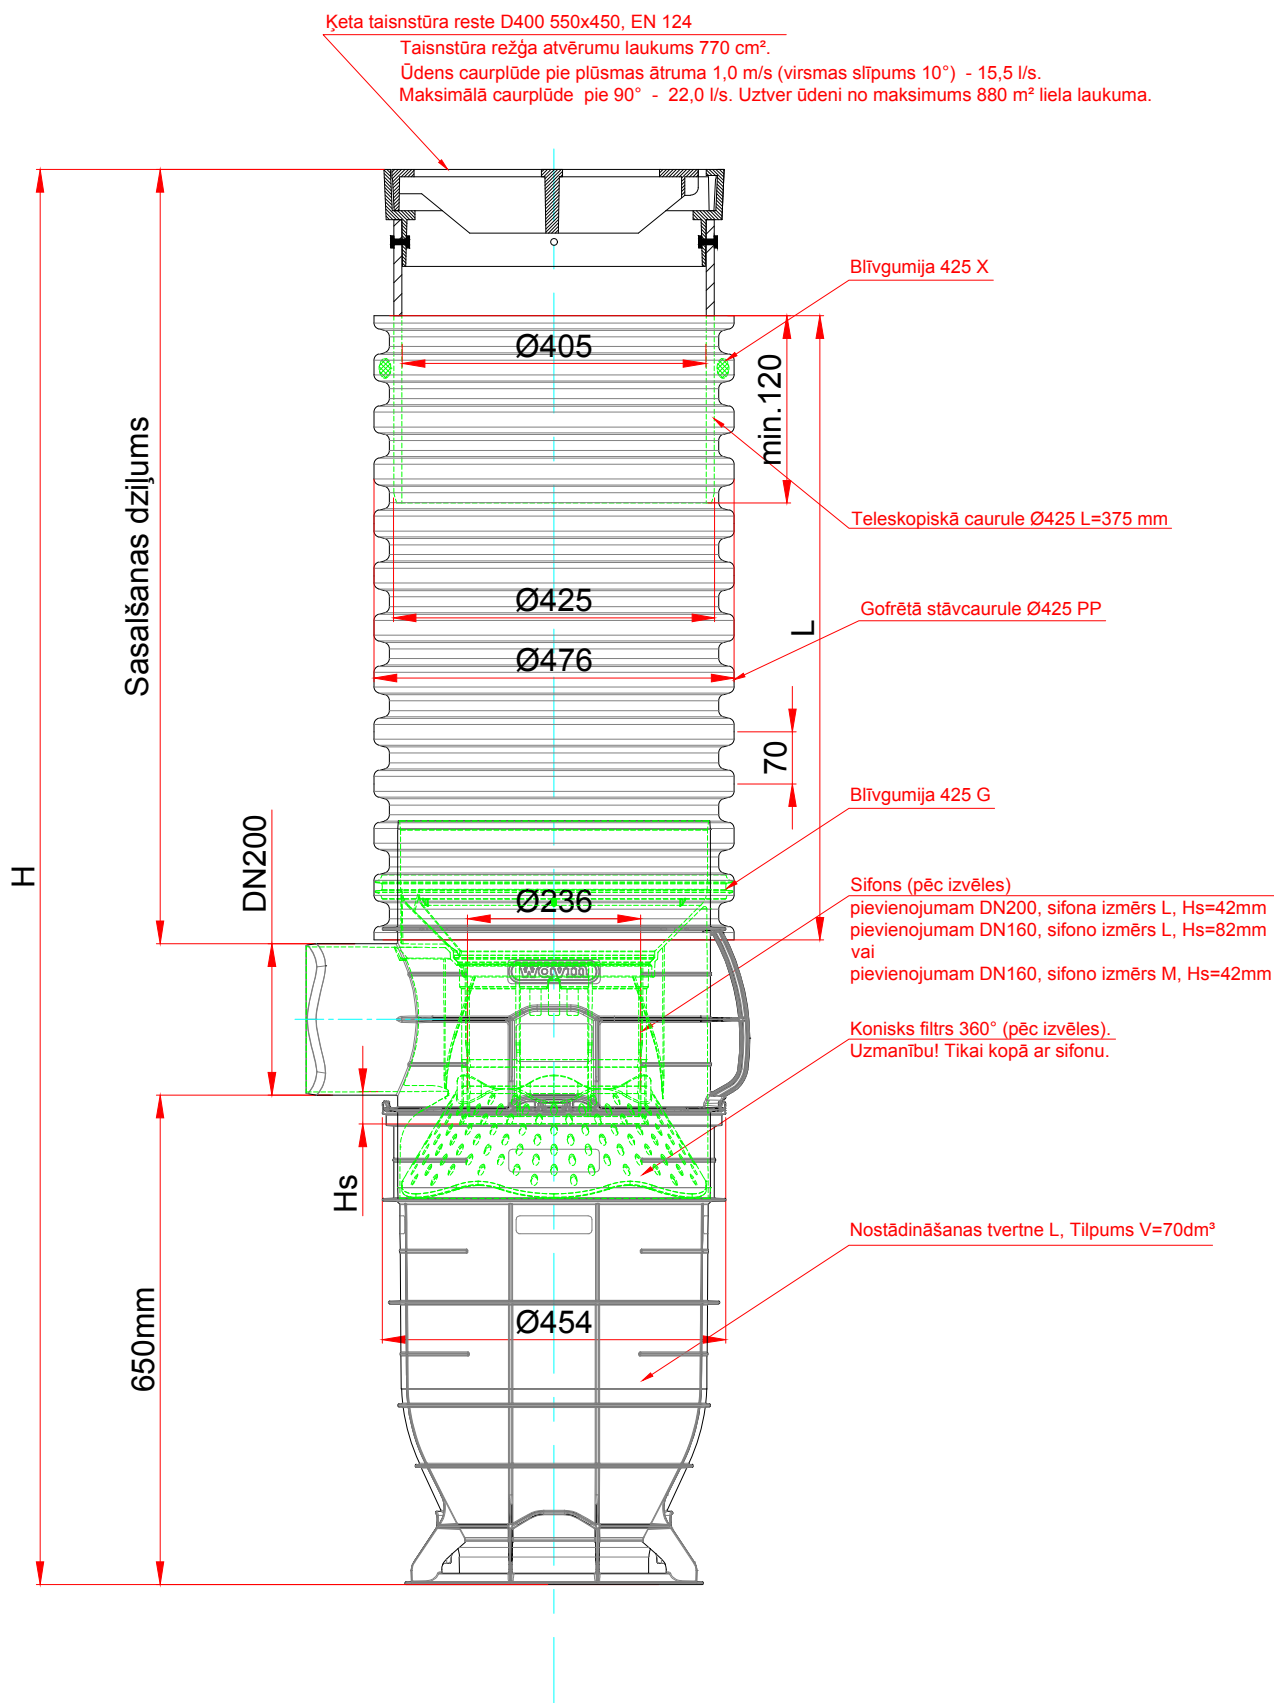 Ķeta taisnstūra reste D400 550x450, EN 124
Taisnstūra režģa atvērumu laukums 770 cm².
Ūdens caurplūde pie plūsmas ātruma 1,0 m/s (virsmas slīpums 10°) - 15,5 l/s.
Maksimālā caurplūde pie 90° - 22,0 l/s. Uztver ūdeni no maksimums 880 m² liela laukuma.
Blīvgumija 425 X
Ø405
min.120
Sasalšanas dziļums
Teleskopiskā caurule Ø425 L=375 mm
Ø425
Gofrētā stāvcaurule Ø425 PP
L
Ø476
70
Blīvgumija 425 G
DN200
H
Sifons (pēc izvēles)
pievienojumam DN200, sifona izmērs L, Hs=42mm
pievienojumam DN160, sifono izmērs L, Hs=82mm
vai
pievienojumam DN160, sifono izmērs M, Hs=42mm
Ø236
wavin
Konisks filtrs 360° (pēc izvēles).
Uzmanību! Tikai kopā ar sifonu.
Hs
Nostādināšanas tvertne L, Tilpums V=70dm³
Ø454
650mm